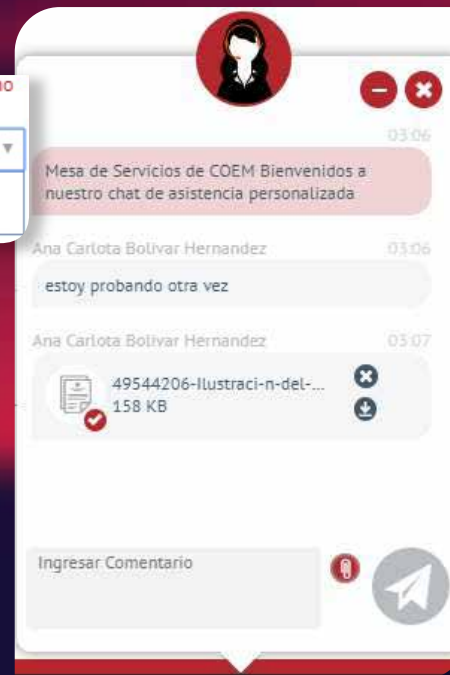 03:06
Mesa de Servicios de COEM Bienvenidos a
nuestro chat de asistencia personalizada
Ana Carlota Bolivar Hernandez 03:06
estoy probando otra vez
Ana Carlota Bolivar Hernandez 03:07
49544206-Ilustraci-n-del-...
158 KB
Ingresar Comentario